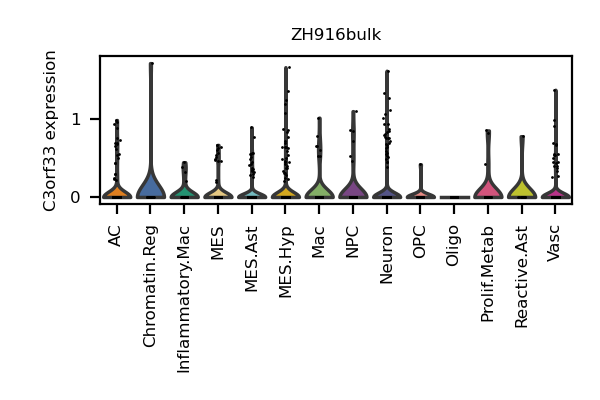 ZH916bulk
C3orf33 expression
1
0
AC
Chromatin.Reg
Inflammatory.Mac
MES
MES.Ast
MES.Hyp
Mac
NPC
Neuron
OPC
Oligo
Prolif.Metab
Reactive.Ast
Vasc